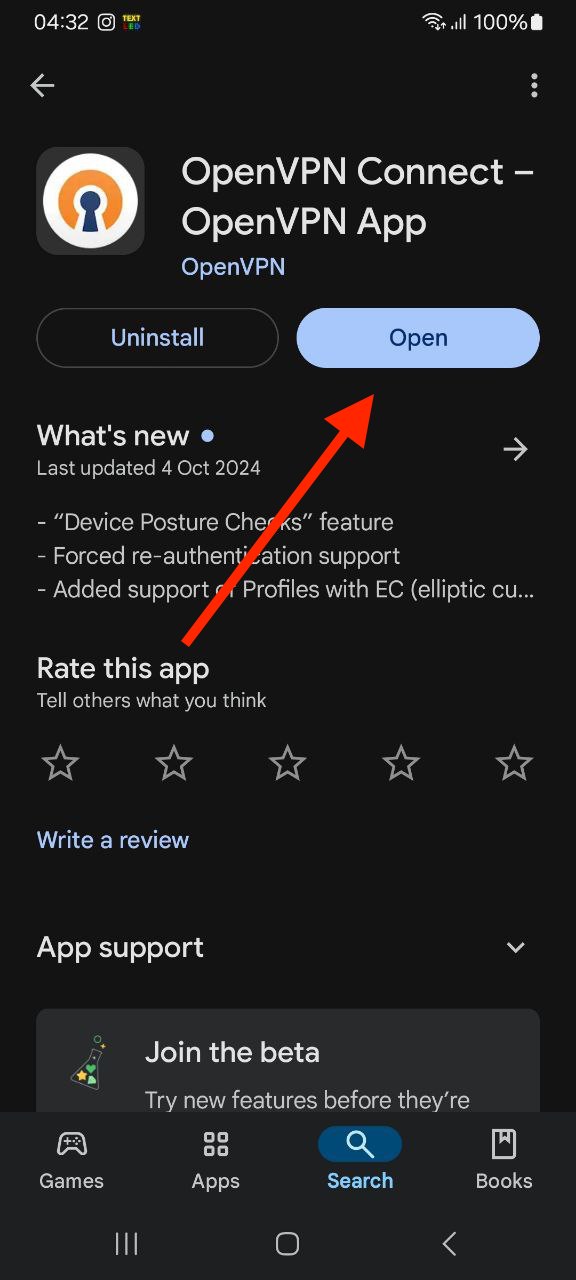 04:32 TEXT LED 100%
OpenVPN Connect –
OpenVPN App
OpenVPN
Uninstall Open
What's new
Last updated 4 Oct 2024
- “Device Posture Checks” feature
- Forced re-authentication support
- Added support of Profiles with EC (elliptic cu...
Rate this app
Tell others what you think
Write a review
App support
Join the beta
Try new features before they’re
Games Apps Search Books